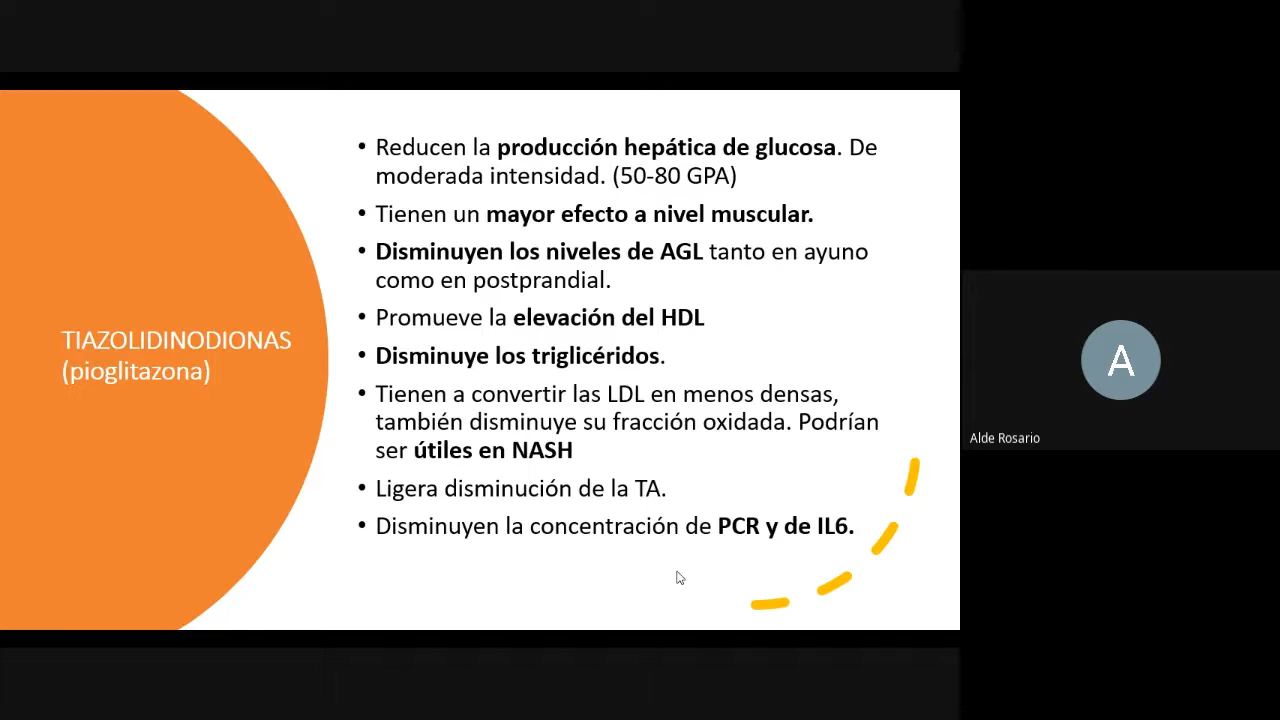 TIAZOLIDINODIONAS
(pioglitazona)
• Reducen la producción hepática de glucosa. De
moderada intensidad. (50-80 GPA)
• Tienen un mayor efecto a nivel muscular.
• Disminuyen los niveles de AGL tanto en ayuno
como en postprandial.
• Promueve la elevación del HDL
• Disminuye los triglicéridos.
• Tienen a convertir las LDL en menos densas,
también disminuye su fracción oxidada. Podrían
ser útiles en NASH
• Ligera disminución de la TA.
• Disminuyen la concentración de PCR y de IL6.
A
Alde Rosario